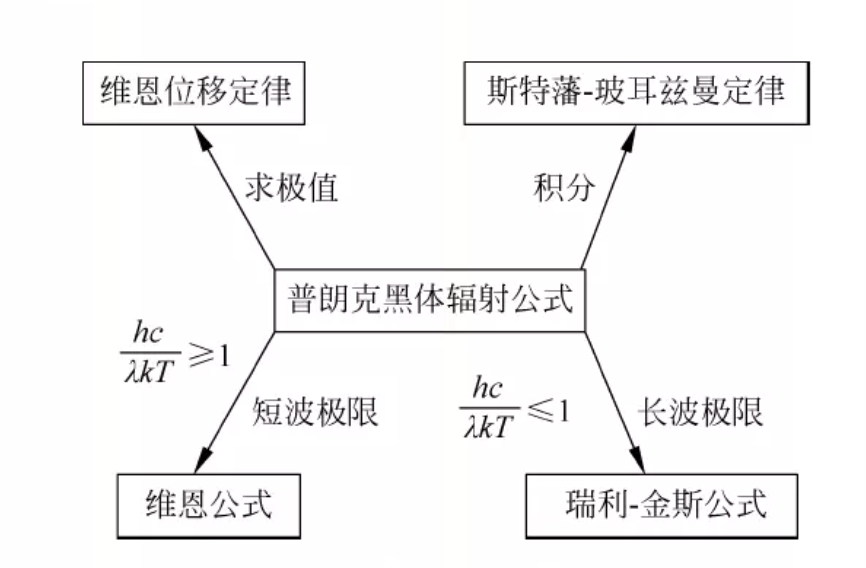 维恩位移定律
斯特藩-玻耳兹曼定律
求极值
积分
普朗克黑体辐射公式
hc/λkT ≥1
短波极限
hc/λkT ≤1
长波极限
维恩公式
瑞利-金斯公式